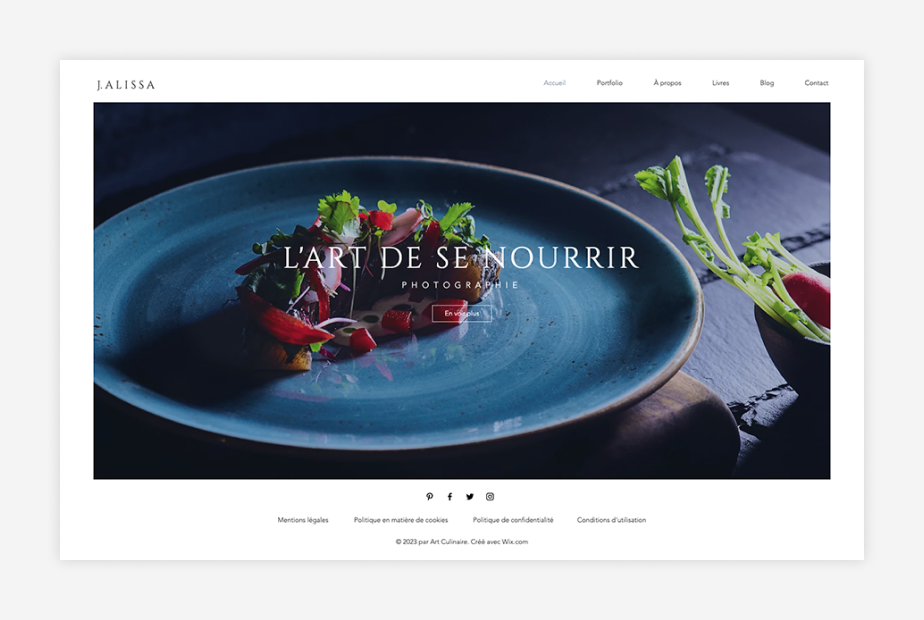 J. ALISSA
Accueil Portfolio À propos Livres Blog Contact
L'ART DE SE NOURRIR
PHOTOGRAPHIE
En voir plus
Mentions légales Politique en matière de cookies Politique de confidentialité Conditions d'utilisation
© 2023 par Art Culinaire. Créé avec Wix.com